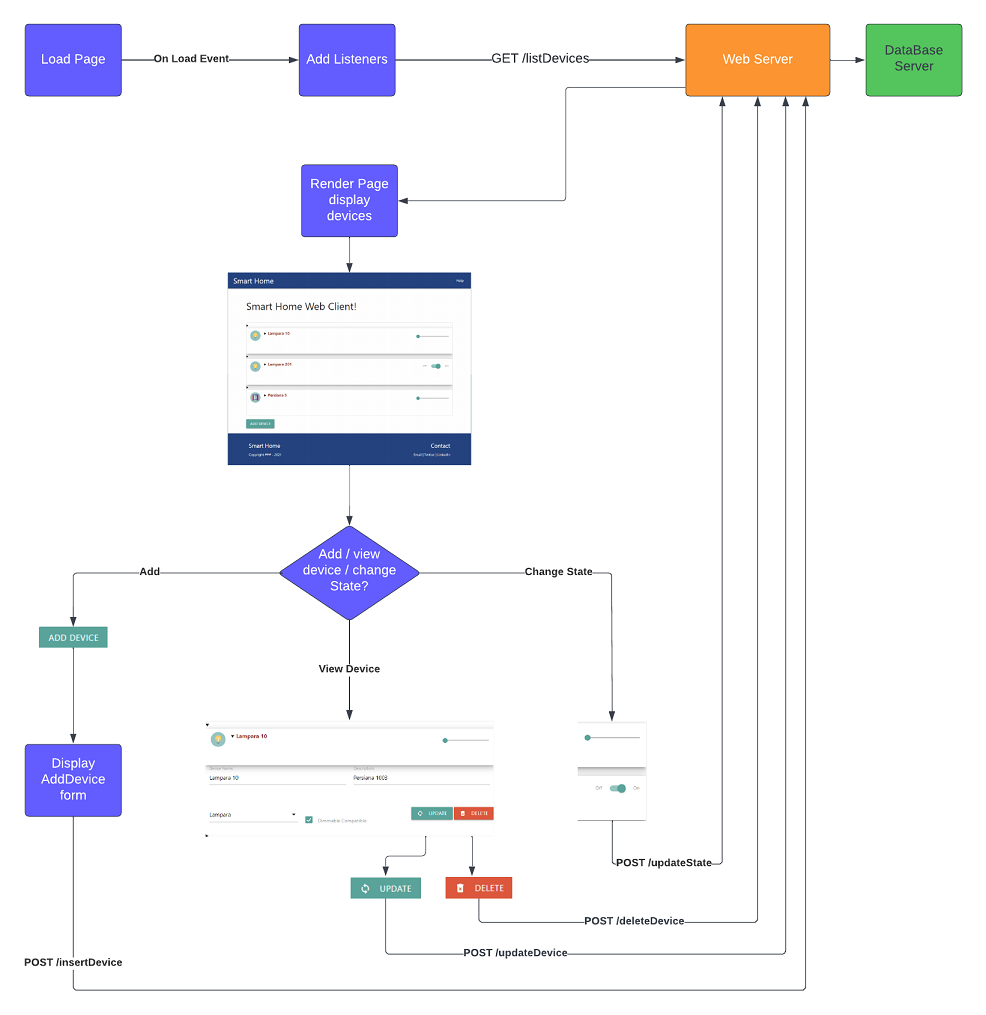 Load Page
On Load Event
Add Listeners
GET /listDevices
Web Server
DataBase
Server
Render Page
display
devices
Smart Home
Help
Smart Home Web Client!
Lampara 10
Lampara 201
Off
On
Persiana 5
ADD DEVICE
Smart Home
Contact
Copyright
2021
Email | Twitter | LinkedIn
Add / view
device / change
State?
Add
Change State
ADD DEVICE
View Device
Display
AddDevice
form
Lampara 10
Device Name
Description
Lampara 10
Persiana 1003
Lampara
Dimmable Compatible
UPDATE
DELETE
Off
On
POST /updateState
UPDATE
DELETE
POST /deleteDevice
POST /updateDevice
POST /insertDevice